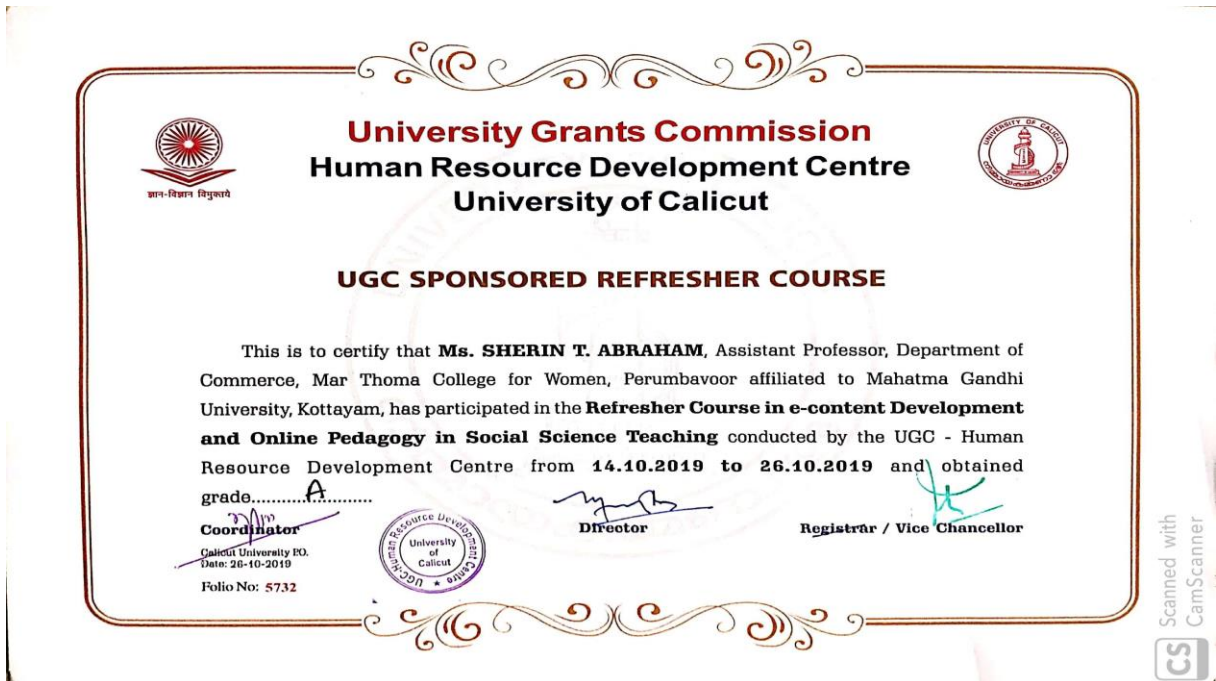 University Grants Commission
Human Resource Development Centre
University of Calicut
ज्ञान-विज्ञान विमुक्तये
UNIVERSITY OF CALICUT
UGC SPONSORED REFRESHER COURSE
This is to certify that Ms. SHERIN T. ABRAHAM, Assistant Professor, Department of
Commerce, Mar Thoma College for Women, Perumbavoor affiliated to Mahatma Gandhi
University, Kottayam, has participated in the Refresher Course in e-content Development
and Online Pedagogy in Social Science Teaching conducted by the UGC - Human
Resource Development Centre from 14.10.2019 to 26.10.2019 and obtained
grade..........A..........
Coordinator
Director
Registrar / Vice Chancellor
Calicut University P.O.
Date: 26-10-2019
Folio No: 5732
UGC-Human Resource Development Centre
University
of
Calicut
Scanned with
CamScanner
CS